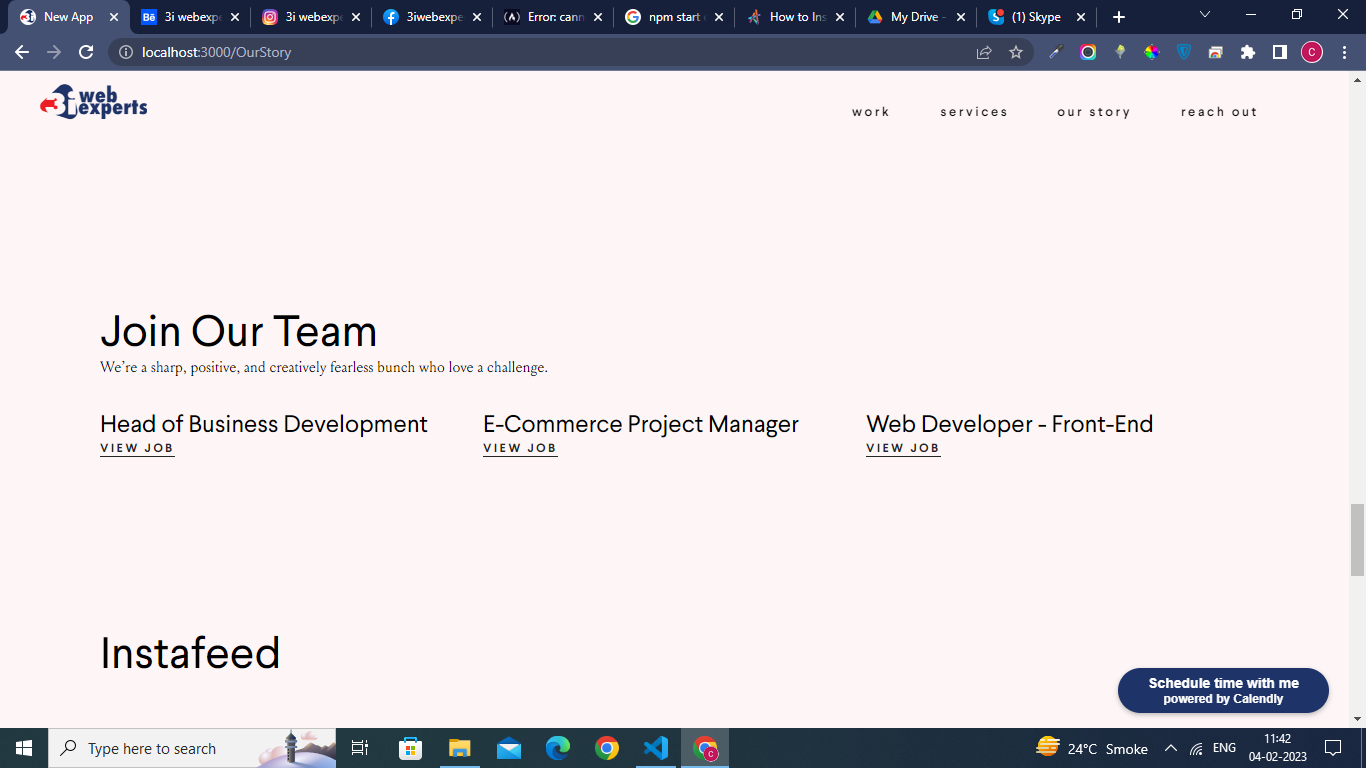 New App
3i webexpe
3i webexpe
3iwebexpe
Error: cann
npm start
How to Ins
My Drive -
(1) Skype
localhost:3000/OurStory
C
3i web experts
work
services
our story
reach out
Join Our Team
We're a sharp, positive, and creatively fearless bunch who love a challenge.
Head of Business Development
E-Commerce Project Manager
Web Developer - Front-End
VIEW JOB
VIEW JOB
VIEW JOB
Instafeed
Schedule time with me
powered by Calendly
Type here to search
24°C Smoke
ENG
11:42
04-02-2023